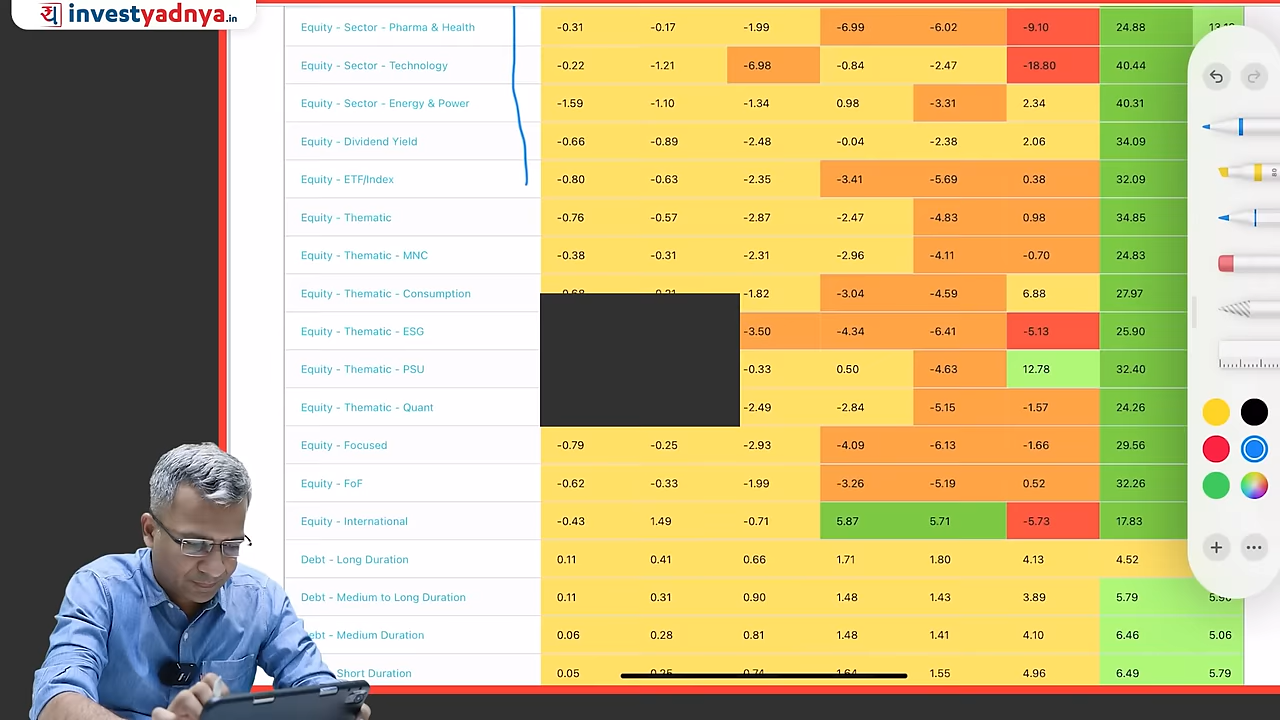 investyadnya.in
Equity - Sector - Pharma & Health -0.31 -0.17 -1.99 -6.99 -6.02 -9.10 24.88
Equity - Sector - Technology -0.22 -1.21 -6.98 -0.84 -2.47 -18.80 40.44
Equity - Sector - Energy & Power -1.59 -1.10 -1.34 0.98 -3.31 2.34 40.31
Equity - Dividend Yield -0.66 -0.89 -2.48 -0.04 -2.38 2.06 34.09
Equity - ETF/Index -0.80 -0.63 -2.35 -3.41 -5.69 0.38 32.09
Equity - Thematic -0.76 -0.57 -2.87 -2.47 -4.83 0.98 34.85
Equity - Thematic - MNC -0.38 -0.31 -2.31 -2.96 -4.11 -0.70 24.83
Equity - Thematic - Consumption -1.82 -3.04 -4.59 6.88 27.97
Equity - Thematic - ESG -3.50 -4.34 -6.41 -5.13 25.90
Equity - Thematic - PSU -0.33 0.50 -4.63 12.78 32.40
Equity - Thematic - Quant -2.49 -2.84 -5.15 -1.57 24.26
Equity - Focused -0.79 -0.25 -2.93 -4.09 -6.13 -1.66 29.56
Equity - FoF -0.62 -0.33 -1.99 -3.26 -5.19 0.52 32.26
Equity - International -0.43 1.49 -0.71 5.87 5.71 -5.73 17.83
Debt - Long Duration 0.11 0.41 0.66 1.71 1.80 4.13 4.52
Debt - Medium to Long Duration 0.11 0.31 0.90 1.48 1.43 3.89 5.79
- Medium Duration 0.06 0.28 0.81 1.48 1.41 4.10 6.46 5.06
Short Duration 0.05 1.55 4.96 6.49 5.79